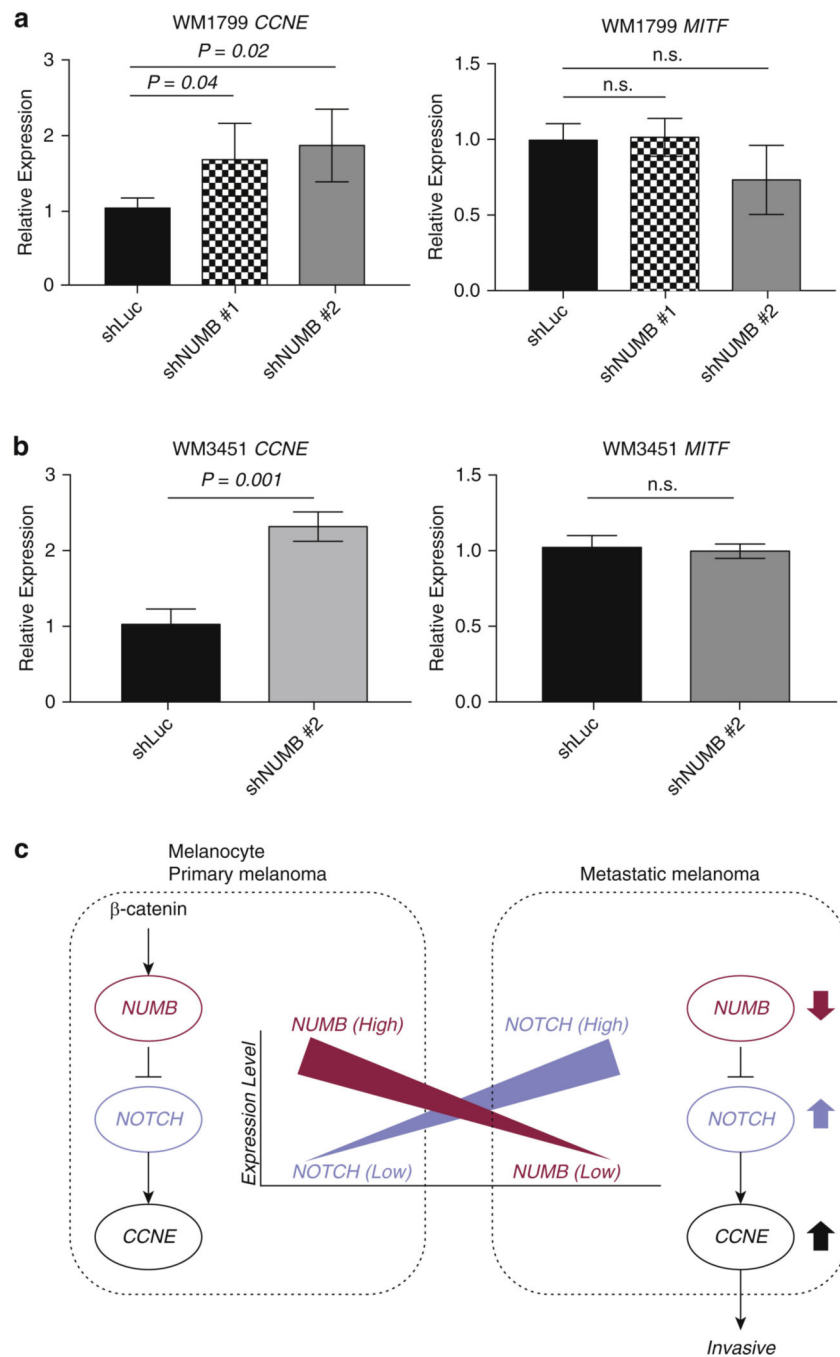 a
WM1799 CCNE
Relative Expression
3
2
1
0
P = 0.02
P = 0.04
shLuc
shNUMB #1
shNUMB #2
WM1799 MITF
Relative Expression
1.5
1.0
0.5
0.0
n.s.
n.s.
shLuc
shNUMB #1
shNUMB #2
b
WM3451 CCNE
Relative Expression
3
2
1
0
P = 0.001
shLuc
shNUMB #2
WM3451 MITF
Relative Expression
1.5
1.0
0.5
0.0
n.s.
shLuc
shNUMB #2
c
Melanocyte
Primary melanoma
β-catenin
NUMB
NOTCH
CCNE
Expression Level
NUMB (High)
NOTCH (High)
NOTCH (Low)
NUMB (Low)
Metastatic melanoma
NUMB
NOTCH
CCNE
Invasive